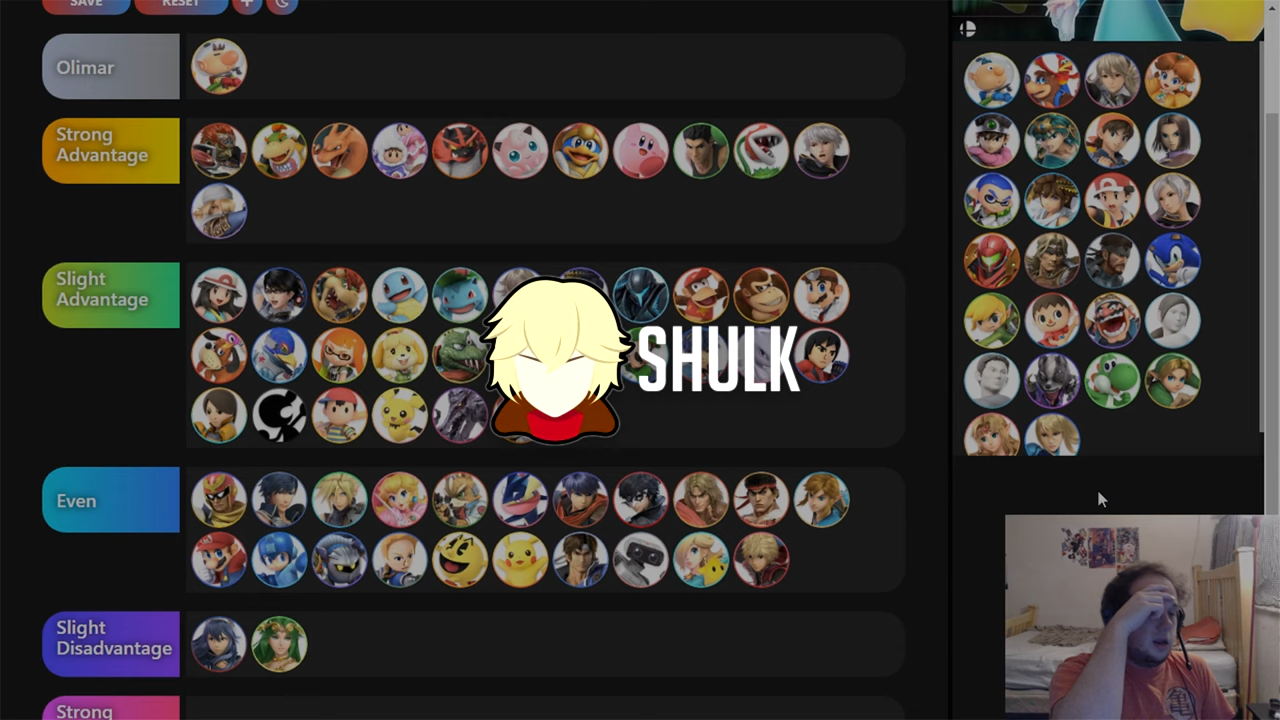 SAVE
RESET
Olimar
Strong
Advantage
Slight
Advantage
SHULK
Even
Slight
Disadvantage
Strong